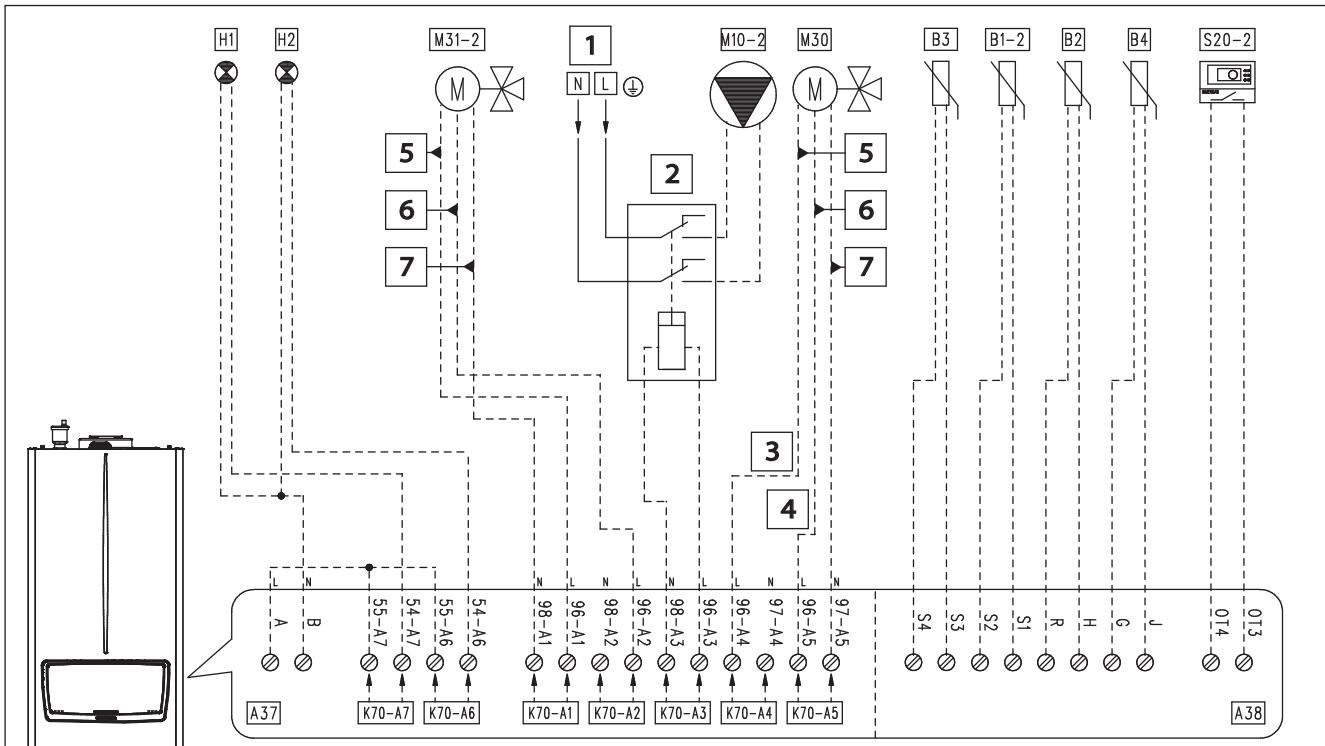 H1 H2 M31-2 1 M10-2 M30 B3 B1-2 B2 B4 S20-2
N L
M M
5 5
2
6 6
7 7
3
4
L N N L N L N L L N L N
A B 55-A7 54-A7 55-A6 54-A6 98-A1 96-A1 98-A2 96-A2 98-A3 96-A3 96-A4 97-A4 96-A5 97-A5 S4 S3 S2 S1 R H G J OT4 OT3
A37 K70-A7 K70-A6 K70-A1 K70-A2 K70-A3 K70-A4 K70-A5 A38